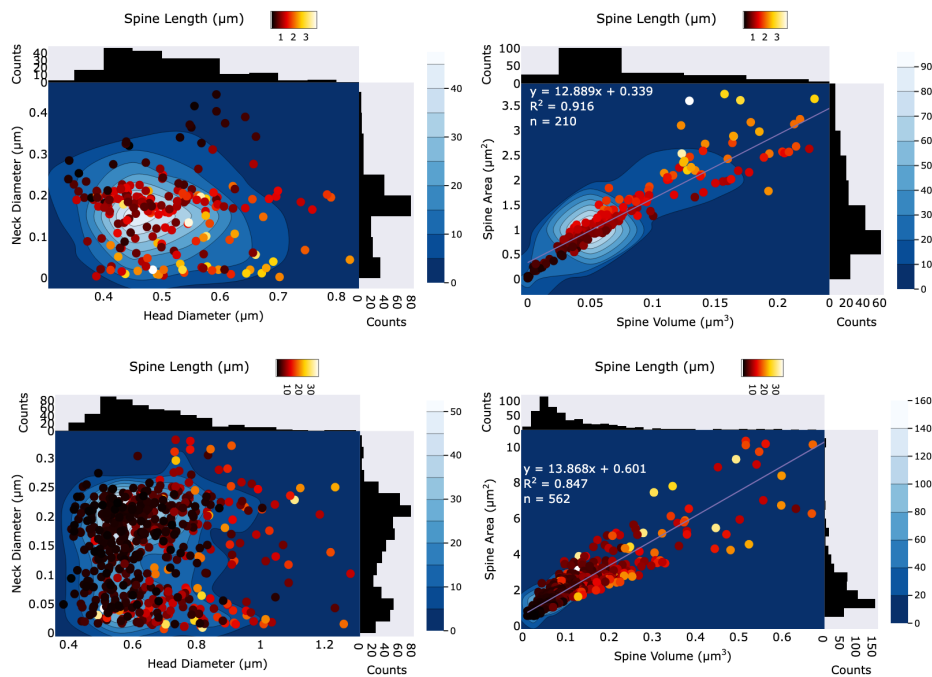 Spine Length (µm)
1 2 3
Spine Length (µm)
1 2 3
Counts
40
30
20
10
0
Counts
100
50
0
Neck Diameter (µm)
0.4
0.3
0.2
0.1
0
40
30
20
10
0
Spine Area (µm²)
3.5
3
2.5
2
1.5
1
0.5
0
y = 12.889x + 0.339
R² = 0.916
n = 210
90
80
70
60
50
40
30
20
10
0
0.4 0.5 0.6 0.7 0.8
0 20 40 60 80
Head Diameter (µm)
Counts
0 0.05 0.1 0.15 0.2
0 20 40 60
Spine Volume (µm³)
Counts
Spine Length (µm)
10 20 30
Spine Length (µm)
10 20 30
Counts
80
60
40
20
0
Counts
100
50
0
Neck Diameter (µm)
0.3
0.25
0.2
0.15
0.1
0.05
0
50
40
30
20
10
0
Spine Area (µm²)
10
8
6
4
2
0
y = 13.868x + 0.601
R² = 0.847
n = 562
160
140
120
100
80
60
40
20
0
0.4 0.6 0.8 1 1.2
0 20 40 60 80
Head Diameter (µm)
Counts
0 0.1 0.2 0.3 0.4 0.5 0.6
0 50 100 150
Spine Volume (µm³)
Counts